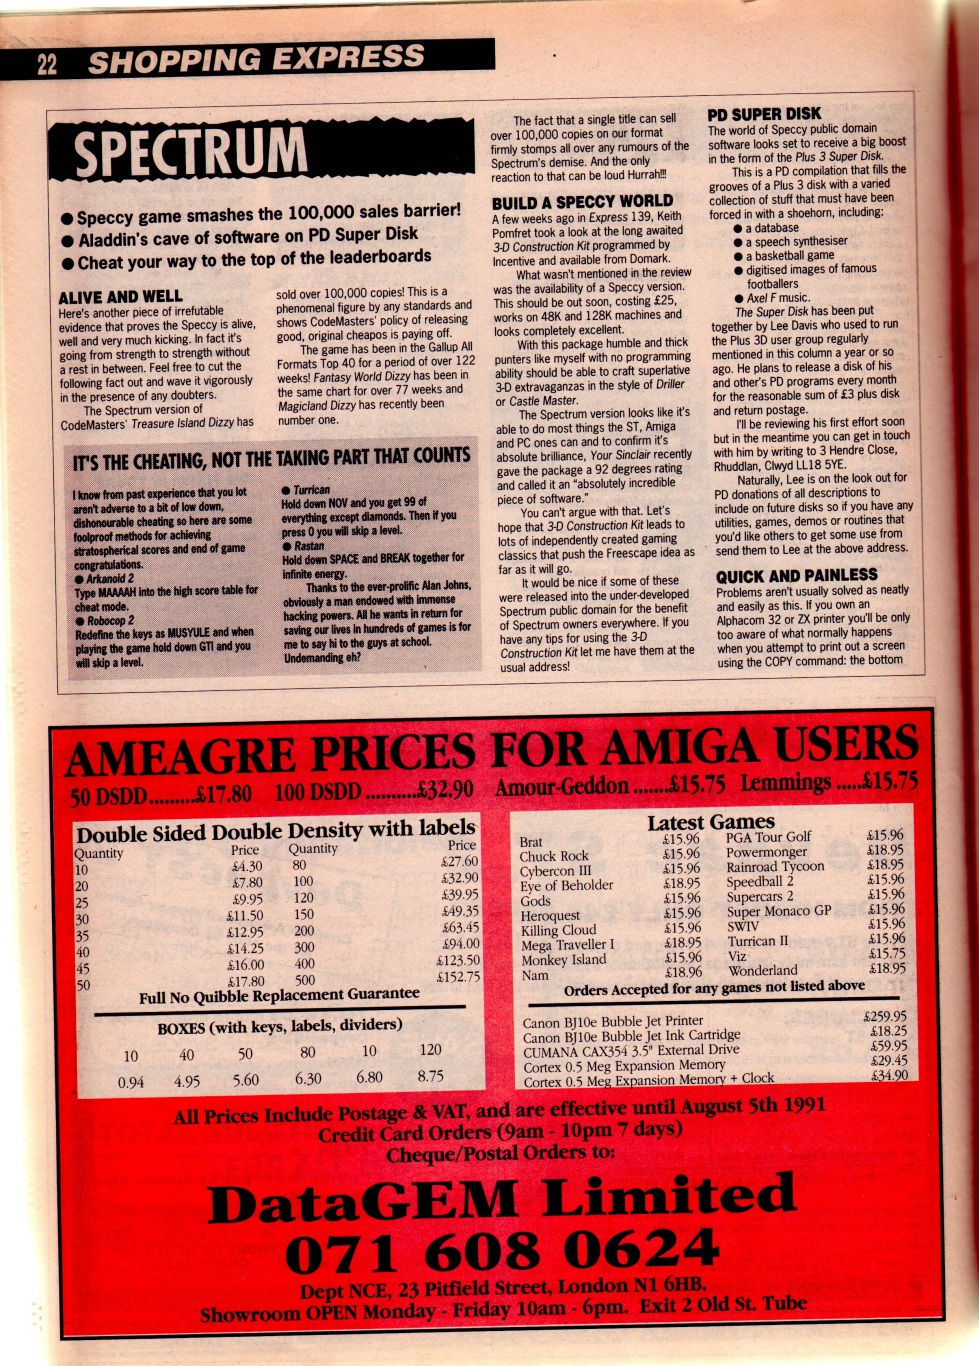 22 SHOPPING EXPRESS
SPECTRUM
● Speccy game smashes the 100,000 sales barrier!
● Aladdin's cave of software on PD Super Disk
● Cheat your way to the top of the leaderboards
ALIVE AND WELL
Here's another piece of irrefutable
evidence that proves the Speccy is alive,
well and very much kicking. In fact it's
going from strength to strength without
a rest in between. Feel free to cut the
following fact out and wave it vigorously
in the presence of any doubters.
The Spectrum version of
CodeMasters' Treasure Island Dizzy has
sold over 100,000 copies! This is a
phenomenal figure by any standards and
shows CodeMasters' policy of releasing
good, original cheapos is paying off.
The game has been in the Gallup All
Formats Top 40 for a period of over 122
weeks! Fantasy World Dizzy has been in
the same chart for over 77 weeks and
Magicland Dizzy has recently been
number one.
IT'S THE CHEATING, NOT THE TAKING PART THAT COUNTS
I know from past experience that you lot
aren't adverse to a bit of low down,
dishonourable cheating so here are some
foolproof methods for achieving
stratospherical scores and end of game
congratulations.
● Arkanoid 2
Type MAAAAH into the high score table for
cheat mode.
● Robocop 2
Redefine the keys as MUSYULE and when
playing the game hold down GTI and you
will skip a level.
● Turrican
Hold down NOV and you get 99 of
everything except diamonds. Then if you
press 0 you will skip a level.
● Rastan
Hold down SPACE and BREAK together for
infinite energy.
Thanks to the ever-prolific Alan Johns,
obviously a man endowed with immense
hacking powers. All he wants in return for
saving our lives in hundreds of games is for
me to say hi to the guys at school.
Undemanding eh?
The fact that a single title can sell
over 100,000 copies on our format
firmly stomps all over any rumours of the
Spectrum's demise. And the only
reaction to that can be loud Hurrah!!!
BUILD A SPECCY WORLD
A few weeks ago in Express 139, Keith
Pomfret took a look at the long awaited
3-D Construction Kit programmed by
Incentive and available from Domark.
What wasn't mentioned in the review
was the availability of a Speccy version.
This should be out soon, costing £25,
works on 48K and 128K machines and
looks completely excellent.
With this package humble and thick
punters like myself with no programming
ability should be able to craft superlative
3-D extravaganzas in the style of Driller
or Castle Master.
The Spectrum version looks like it's
able to do most things the ST, Amiga
and PC ones can and to confirm it's
absolute brilliance, Your Sinclair recently
gave the package a 92 degrees rating
and called it an "absolutely incredible
piece of software."
You can't argue with that. Let's
hope that 3-D Construction Kit leads to
lots of independently created gaming
classics that push the Freescape idea as
far as it will go.
It would be nice if some of these
were released into the under-developed
Spectrum public domain for the benefit
of Spectrum owners everywhere. If you
have any tips for using the 3-D
Construction Kit let me have them at the
usual address!
PD SUPER DISK
The world of Speccy public domain
software looks set to receive a big boost
in the form of the Plus 3 Super Disk.
This is a PD compilation that fills the
grooves of a Plus 3 disk with a varied
collection of stuff that must have been
forced in with a shoehorn, including:
● a database
● a speech synthesiser
● a basketball game
● digitised images of famous
footballers
● Axel F music.
The Super Disk has been put
together by Lee Davis who used to run
the Plus 3D user group regularly
mentioned in this column a year or so
ago. He plans to release a disk of his
and other's PD programs every month
for the reasonable sum of £3 plus disk
and return postage.
I'll be reviewing his first effort soon
but in the meantime you can get in touch
with him by writing to 3 Hendre Close,
Rhuddlan, Clwyd LL18 5YE.
Naturally, Lee is on the look out for
PD donations of all descriptions to
include on future disks so if you have any
utilities, games, demos or routines that
you'd like others to get some use from
send them to Lee at the above address.
QUICK AND PAINLESS
Problems aren't usually solved as neatly
and easily as this. If you own an
Alphacom 32 or ZX printer you'll be only
too aware of what normally happens
when you attempt to print out a screen
using the COPY command: the bottom
AMEAGRE PRICES FOR AMIGA USERS
50 DSDD.........£17.80 100 DSDD ..........£32.90 Amour-Geddon .......£15.75 Lemmings .....£15.75
Double Sided Double Density with labels
Quantity Price Quantity Price
10 £4.30 80 £27.60
20 £7.80 100 £32.90
25 £9.95 120 £39.95
30 £11.50 150 £49.35
35 £12.95 200 £63.45
40 £14.25 300 £94.00
45 £16.00 400 £123.50
50 £17.80 500 £152.75
Full No Quibble Replacement Guarantee
BOXES (with keys, labels, dividers)
10 40 50 80 10 120
0.94 4.95 5.60 6.30 6.80 8.75
Latest Games
Brat £15.96 PGA Tour Golf £15.96
Chuck Rock £15.96 Powermonger £18.95
Cybercon III £15.96 Rainroad Tycoon £18.95
Eye of Beholder £18.95 Speedball 2 £15.96
Gods £15.96 Supercars 2 £15.96
Heroquest £15.96 Super Monaco GP £15.96
Killing Cloud £15.96 SWIV £15.96
Mega Traveller I £18.95 Turrican II £15.96
Monkey Island £15.96 Viz £15.75
Nam £18.96 Wonderland £18.95
Orders Accepted for any games not listed above
Canon BJ10e Bubble Jet Printer £259.95
Canon BJ10e Bubble Jet Ink Cartridge £18.25
CUMANA CAX354 3.5" External Drive £59.95
Cortex 0.5 Meg Expansion Memory £29.45
Cortex 0.5 Meg Expansion Memory + Clock £34.90
All Prices Include Postage & VAT, and are effective until August 5th 1991
Credit Card Orders (9am - 10pm 7 days)
Cheque/Postal Orders to:
DataGEM Limited
071 608 0624
Dept NCE, 23 Pitfield Street, London N1 6HB.
Showroom OPEN Monday - Friday 10am - 6pm. Exit 2 Old St. Tube